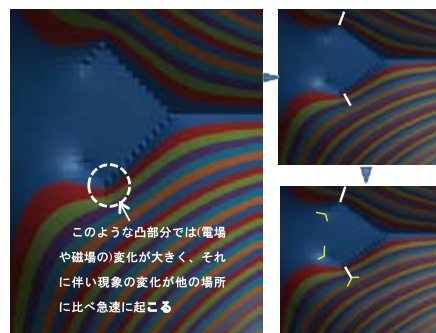 このような凸部分では(電場
や磁場の)変化が大きく、それ
に伴い現象の変化が他の場所
に比べ急速に起こる